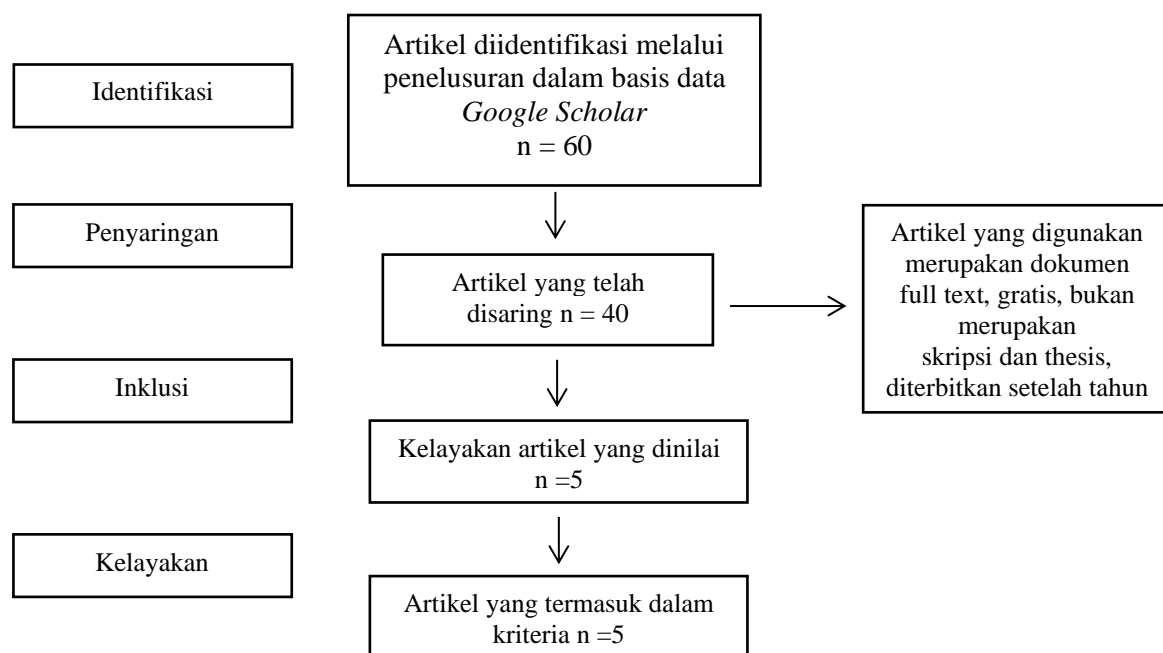 Identifikasi
Artikel diidentifikasi melalui
penelusuran dalam basis data
Google Scholar
n = 60
Penyaringan
Artikel yang telah
disaring n = 40
Artikel yang digunakan
merupakan dokumen
full text, gratis, bukan
merupakan
skripsi dan thesis,
diterbitkan setelah tahun
Inklusi
Kelayakan artikel yang dinilai
n =5
Kelayakan
Artikel yang termasuk dalam
kriteria n =5